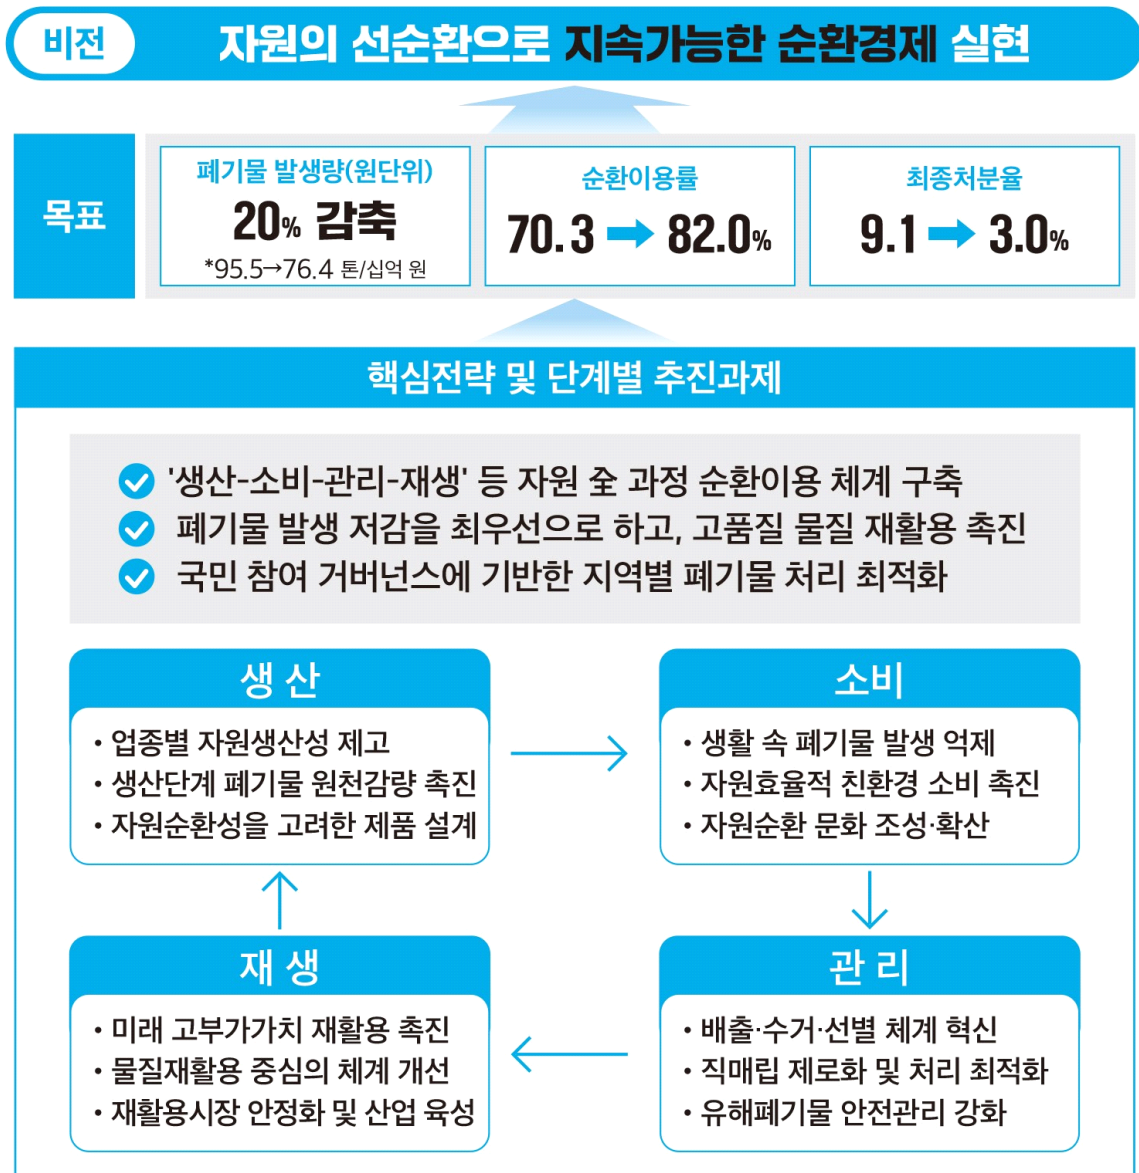 비전
자원의 선순환으로 지속가능한 순환경제 실현
목표
폐기물 발생량(원단위)
20% 감축
*95.5→76.4 톤/십억 원
순환이용률
70.3 → 82.0%
최종처분율
9.1 → 3.0%
핵심전략 및 단계별 추진과제
'생산-소비-관리-재생' 등 자원 全 과정 순환이용 체계 구축
폐기물 발생 저감을 최우선으로 하고, 고품질 물질 재활용 촉진
국민 참여 거버넌스에 기반한 지역별 폐기물 처리 최적화
생 산
• 업종별 자원생산성 제고
• 생산단계 폐기물 원천감량 촉진
• 자원순환성을 고려한 제품 설계
소비
• 생활 속 폐기물 발생 억제
• 자원효율적 친환경 소비 촉진
• 자원순환 문화 조성·확산
재 생
• 미래 고부가가치 재활용 촉진
• 물질재활용 중심의 체계 개선
• 재활용시장 안정화 및 산업 육성
관 리
• 배출·수거·선별 체계 혁신
• 직매립 제로화 및 처리 최적화
• 유해폐기물 안전관리 강화